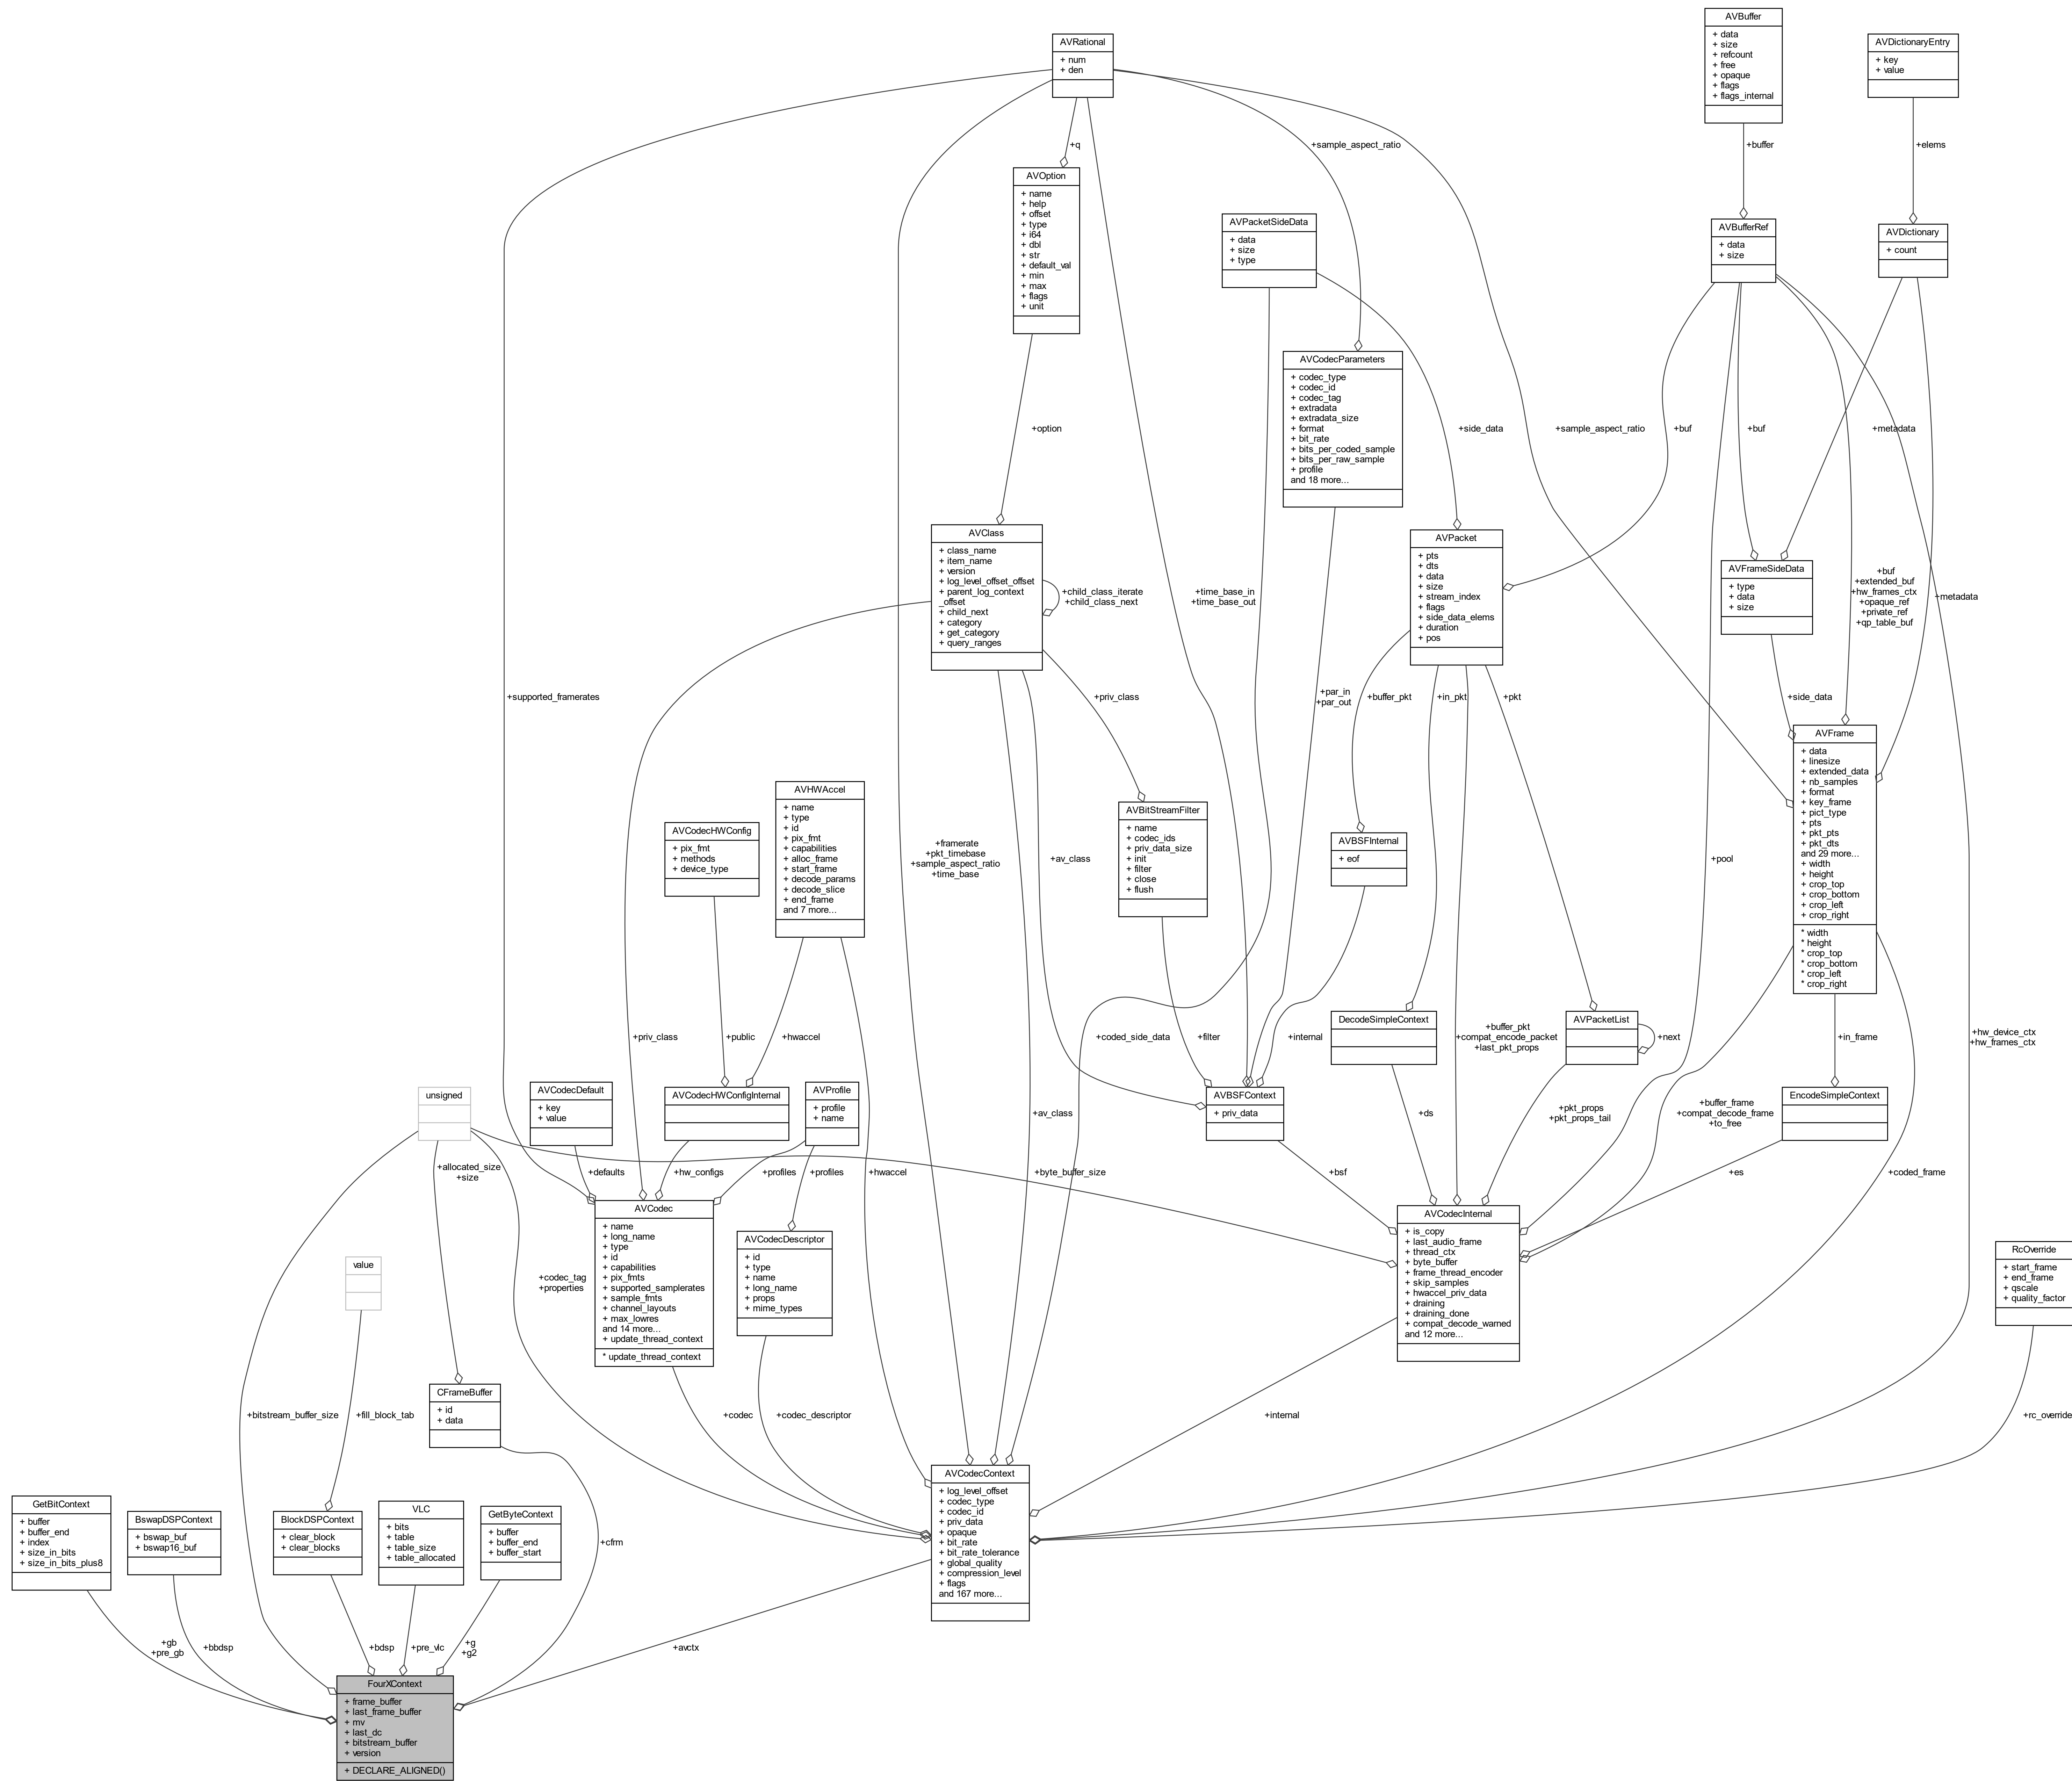 AVBuffer
+ data
+ size
+ refcount
+ free
+ opaque
+ flags
+ flags_internal
AVRational
+ num
+ den
AVDictionaryEntry
+ key
+ value
+q
+sample_aspect_ratio
+buffer
+elems
AVOption
+ name
+ help
+ offset
+ type
+ i64
+ dbl
+ str
+ default_val
+ min
+ max
+ flags
+ unit
AVPacketSideData
+ data
+ size
+ type
AVBufferRef
+ data
+ size
AVDictionary
+ count
AVCodecParameters
+ codec_type
+ codec_id
+ codec_tag
+ extradata
+ extradata_size
+ format
+ bit_rate
+ bits_per_coded_sample
+ bits_per_raw_sample
+ profile
and 18 more...
+option
+side_data
+sample_aspect_ratio
+buf
+buf
+metadata
AVClass
+ class_name
+ item_name
+ version
+ log_level_offset_offset
+ parent_log_context
_offset
+ child_next
+ category
+ get_category
+ query_ranges
+child_class_iterate
+child_class_next
+time_base_in
+time_base_out
AVPacket
+ pts
+ dts
+ data
+ size
+ stream_index
+ flags
+ side_data_elems
+ duration
+ pos
AVFrameSideData
+ type
+ data
+ size
+buf
+extended_buf
+hw_frames_ctx
+opaque_ref
+private_ref
+qp_table_buf
+metadata
+supported_framerates
+priv_class
+par_in
+par_out
+buffer_pkt
+in_pkt
+pkt
+side_data
AVFrame
+ data
+ linesize
+ extended_data
+ nb_samples
+ format
+ key_frame
+ pict_type
+ pts
+ pkt_pts
+ pkt_dts
and 29 more...
+ width
+ height
+ crop_top
+ crop_bottom
+ crop_left
+ crop_right
* width
* height
* crop_top
* crop_bottom
* crop_left
* crop_right
AVHWAccel
+ name
+ type
+ id
+ pix_fmt
+ capabilities
+ alloc_frame
+ start_frame
+ decode_params
+ decode_slice
+ end_frame
and 7 more...
AVCodecHWConfig
+ pix_fmt
+ methods
+ device_type
+framerate
+pkt_timebase
+sample_aspect_ratio
+time_base
+av_class
AVBitStreamFilter
+ name
+ codec_ids
+ priv_data_size
+ init
+ filter
+ close
+ flush
AVBSFInternal
+ eof
+pool
+priv_class
+public
+hwaccel
+coded_side_data
+filter
+internal
DecodeSimpleContext
+buffer_pkt
+compat_encode_packet
+last_pkt_props
AVPacketList
+next
+in_frame
+hw_device_ctx
+hw_frames_ctx
unsigned
AVCodecDefault
+ key
+ value
AVCodecHWConfigInternal
AVProfile
+ profile
+ name
+av_class
AVBSFContext
+ priv_data
+ds
+pkt_props
+pkt_props_tail
+buffer_frame
+compat_decode_frame
+to_free
EncodeSimpleContext
+allocated_size
+size
+defaults
+hw_configs
+profiles
+profiles
+hwaccel
+byte_buffer_size
+bsf
+es
+coded_frame
AVCodec
+ name
+ long_name
+ type
+ id
+ capabilities
+ pix_fmts
+ supported_samplerates
+ sample_fmts
+ channel_layouts
+ max_lowres
and 14 more...
+ update_thread_context
* update_thread_context
AVCodecDescriptor
+ id
+ type
+ name
+ long_name
+ props
+ mime_types
AVCodecInternal
+ is_copy
+ last_audio_frame
+ thread_ctx
+ byte_buffer
+ frame_thread_encoder
+ skip_samples
+ hwaccel_priv_data
+ draining
+ draining_done
+ compat_decode_warned
and 12 more...
RcOverride
+ start_frame
+ end_frame
+ qscale
+ quality_factor
value
+codec_tag
+properties
CFrameBuffer
+ id
+ data
+bitstream_buffer_size
+fill_block_tab
+codec
+codec_descriptor
+internal
+rc_override
AVCodecContext
+ log_level_offset
+ codec_type
+ codec_id
+ priv_data
+ opaque
+ bit_rate
+ bit_rate_tolerance
+ global_quality
+ compression_level
+ flags
and 167 more...
GetBitContext
+ buffer
+ buffer_end
+ index
+ size_in_bits
+ size_in_bits_plus8
BswapDSPContext
+ bswap_buf
+ bswap16_buf
BlockDSPContext
+ clear_block
+ clear_blocks
VLC
+ bits
+ table
+ table_size
+ table_allocated
GetByteContext
+ buffer
+ buffer_end
+ buffer_start
+cfrm
+gb
+pre_gb
+bbdsp
+bdsp
+pre_vlc
+g
+g2
+avctx
FourXContext
+ frame_buffer
+ last_frame_buffer
+ mv
+ last_dc
+ bitstream_buffer
+ version
+ DECLARE_ALIGNED()